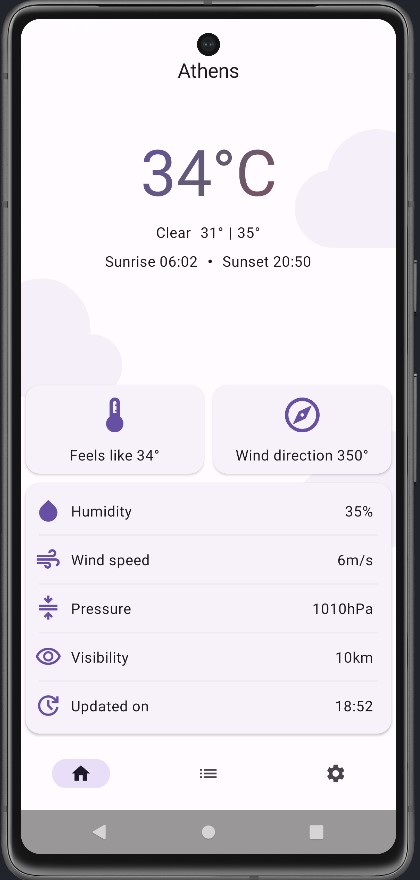 Athens
34°C
Clear 31° | 35°
Sunrise 06:02 • Sunset 20:50
Feels like 34°
Wind direction 350°
Humidity 35%
Wind speed 6m/s
Pressure 1010hPa
Visibility 10km
Updated on 18:52